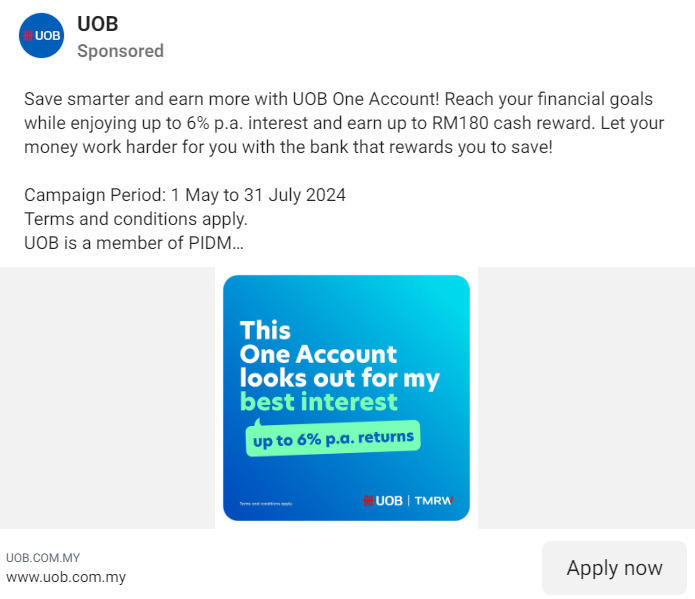 UOB
UOB
Sponsored
Save smarter and earn more with UOB One Account! Reach your financial goals
while enjoying up to 6% p.a. interest and earn up to RM180 cash reward. Let your
money work harder for you with the bank that rewards you to save!
Campaign Period: 1 May to 31 July 2024
Terms and conditions apply.
UOB is a member of PIDM...
This
One Account
looks out for my
best interest
up to 6% p.a. returns
Terms and conditions apply.
UOB | TMRW
UOB.COM.MY
www.uob.com.my
Apply now